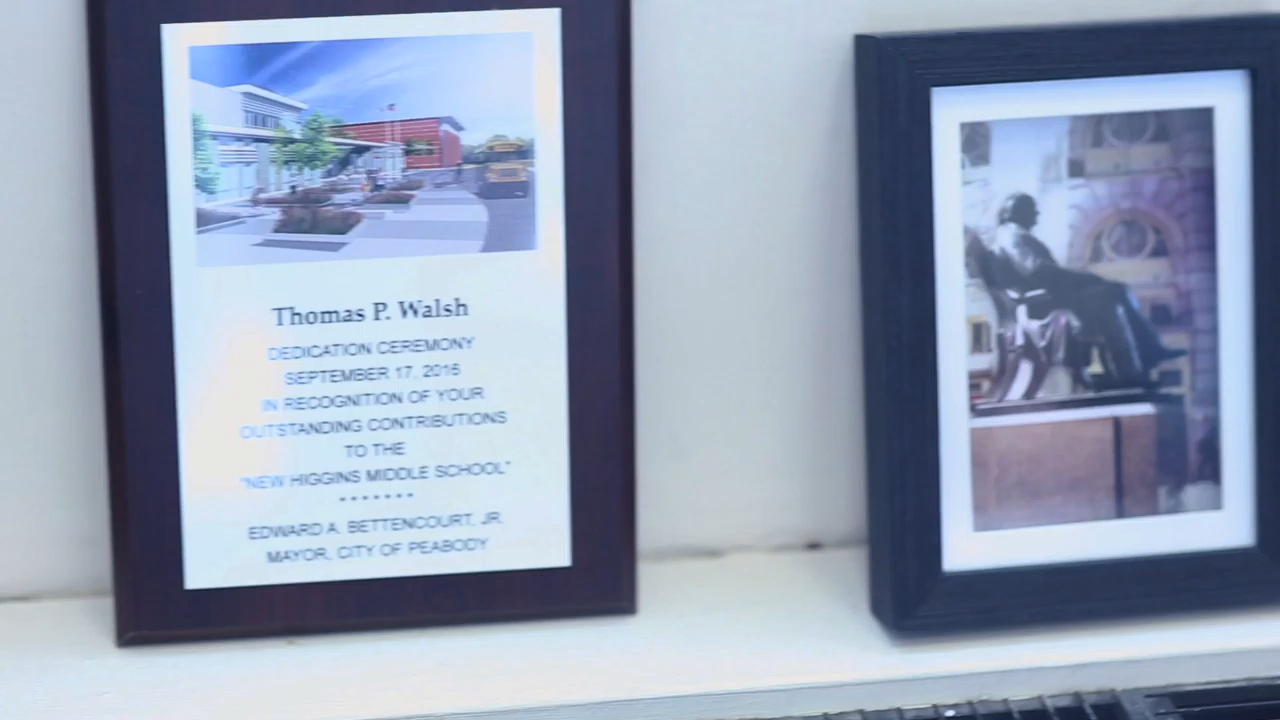 Thomas P. Walsh
DEDICATION CEREMONY
SEPTEMBER 17, 2016
IN RECOGNITION OF YOUR
OUTSTANDING CONTRIBUTIONS
TO THE
"NEW HIGGINS MIDDLE SCHOOL"
*******
EDWARD A. BETTENCOURT, JR.
MAYOR, CITY OF PEABODY